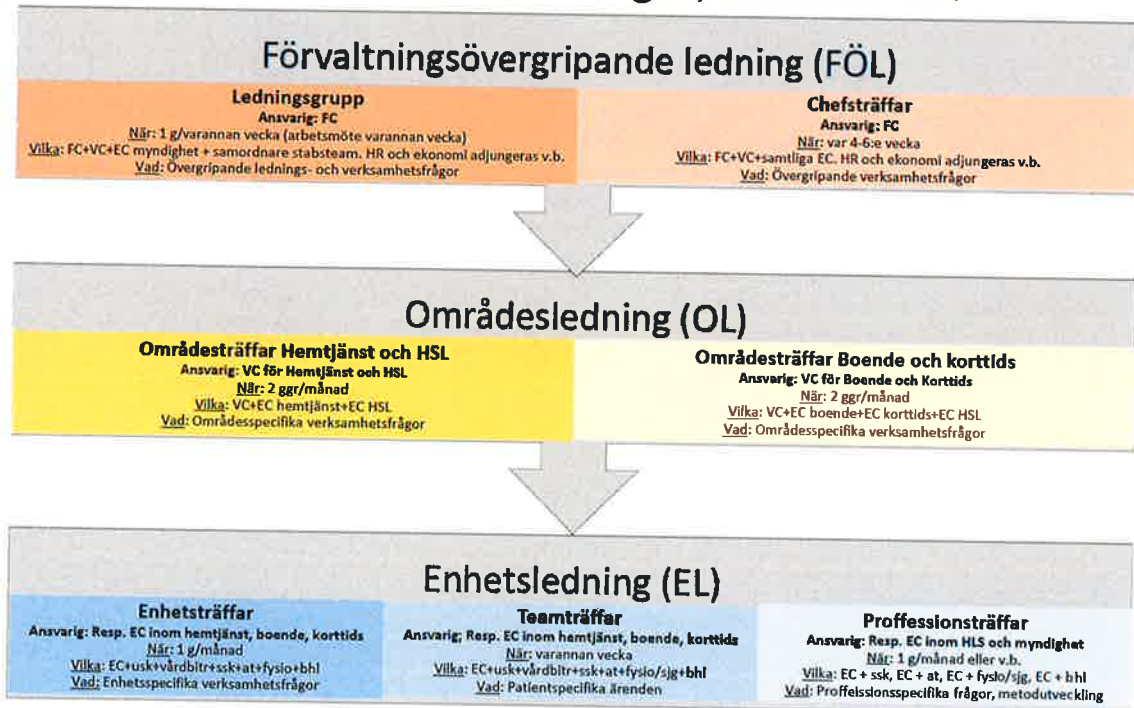 Förvaltningsövergripande ledning (FÖL)
Ledningsgrupp
Ansvarig: FC
När: 1 g/varannan vecka (arbetsmöte varannan vecka)
Vilka: FC+VC+EC myndighet + samordnare stabsteam. HR och ekonomi adjungeras v.b.
Vad: Övergripande lednings- och verksamhetsfrågor
Chefsträffar
Ansvarig: FC
När: var 4-6:e vecka
Vilka: FC+VC+samtliga EC. HR och ekonomi adjungeras v.b.
Vad: Övergripande verksamhetsfrågor
Områdesledning (OL)
Områdesträffar Hemtjänst och HSL
Ansvarig: VC för Hemtjänst och HSL
När: 2 ggr/månad
Vilka: VC+EC hemtjänst+EC HSL
Vad: Områdesspecifika verksamhetsfrågor
Områdesträffar Boende och korttids
Ansvarig: VC för Boende och Korttids
När: 2 ggr/månad
Vilka: VC+EC boende+EC korttids+EC HSL
Vad: Områdesspecifika verksamhetsfrågor
Enhetsledning (EL)
Enhetsträffar
Ansvarig: Resp. EC inom hemtjänst, boende, korttids
När: 1 g/månad
Vilka: EC+usk+vårdbitr+ssk+at+fysio+bhl
Vad: Enhetsspecifika verksamhetsfrågor
Teamträffar
Ansvarig; Resp. EC inom hemtjänst, boende, korttids
När: varannan vecka
Vilka: EC+usk+vårdbitr+ssk+at+fysio/sjg+bhl
Vad: Patientspecifika ärenden
Proffessionsträffar
Ansvarig: Resp. EC inom HLS och myndighet
När: 1 g/månad eller v.b.
Vilka: EC + ssk, EC + at, EC + fysio/sjg, EC + bhl
Vad: Proffeissionsspecifika frågor, metodutveckling